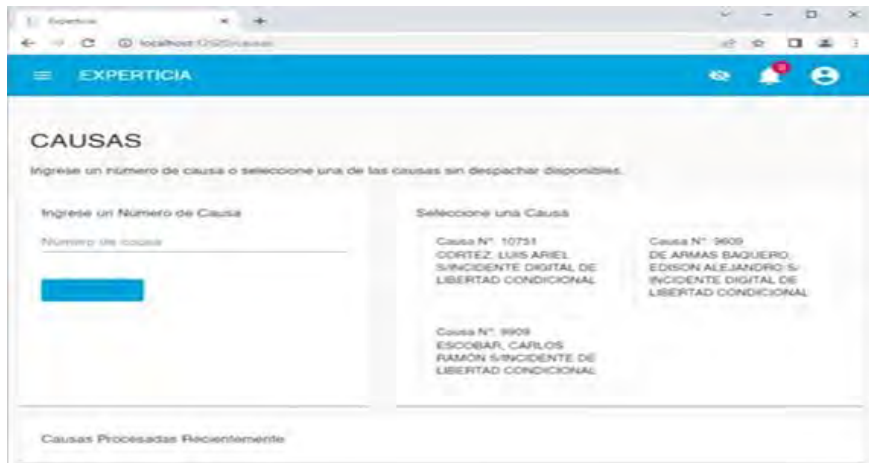 Experticia
localhost
EXPERTICIA
CAUSAS
Ingrese un número de causa o seleccione una de las causas sin despachar disponibles.
Ingrese un Número de Causa
Número de causa
Seleccione una Causa
Causa N°: 10751
CORTEZ, LUIS ARIEL
S/INCIDENTE DIGITAL DE
LIBERTAD CONDICIONAL
Causa N°: 9609
DE ARMAS BAQUERO,
EDISON ALEJANDRO S/
INCIDENTE DIGITAL DE
LIBERTAD CONDICIONAL
Causa N°: 9909
ESCOBAR, CARLOS
RAMÓN S/INCIDENTE DE
LIBERTAD CONDICIONAL
Causas Procesadas Recientemente